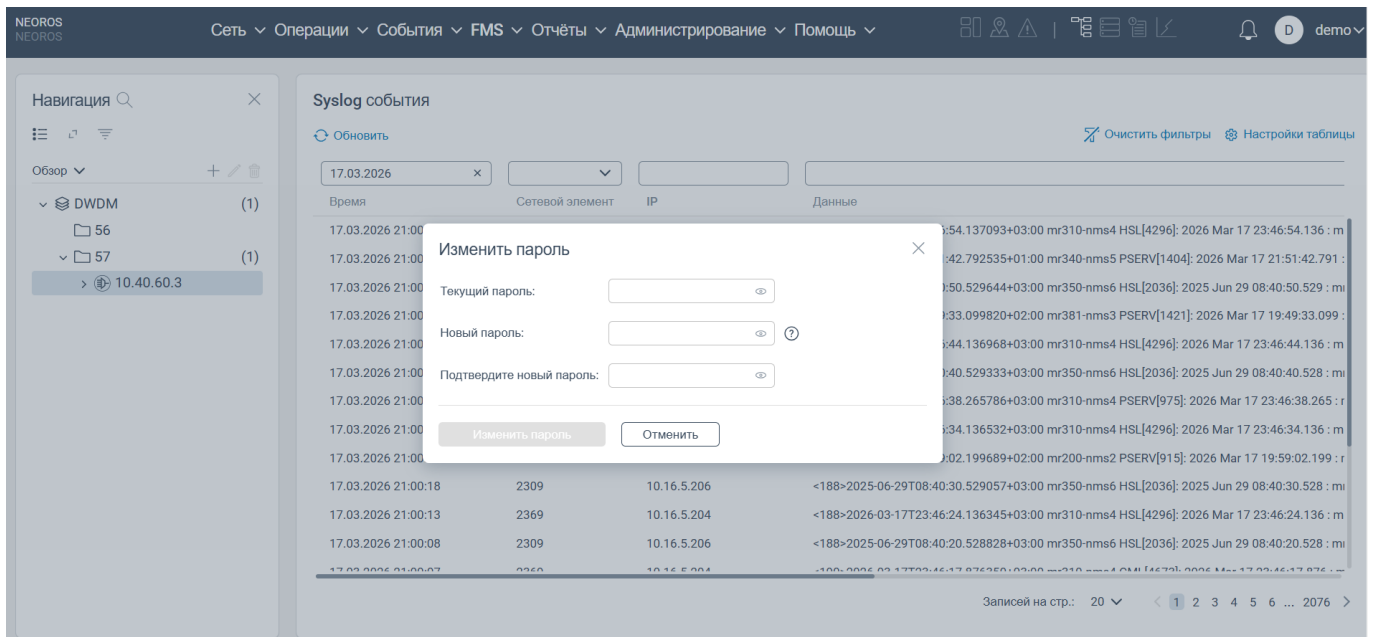 NEOROS
NEOROS
Сеть Операции События FMS Отчёты Администрирование Помощь
D demo
Навигация
Обзор
DWDM (1)
56
57 (1)
10.40.60.3
Syslog события
Обновить
Очистить фильтры Настройки таблицы
17.03.2026
Время Сетевой элемент IP Данные
17.03.2026 21:00 :54.137093+03:00 mr310-nms4 HSL[4296]: 2026 Mar 17 23:46:54.136 : m
17.03.2026 21:00 :42.792535+01:00 mr340-nms5 PSERV[1404]: 2026 Mar 17 21:51:42.791 :
17.03.2026 21:00 :50.529644+03:00 mr350-nms6 HSL[2036]: 2025 Jun 29 08:40:50.529 : m
17.03.2026 21:00 :33.099820+02:00 mr381-nms3 PSERV[1421]: 2026 Mar 17 19:49:33.099 :
17.03.2026 21:00 :44.136968+03:00 mr310-nms4 HSL[4296]: 2026 Mar 17 23:46:44.136 : m
17.03.2026 21:00 :40.529333+03:00 mr350-nms6 HSL[2036]: 2025 Jun 29 08:40:40.528 : m
17.03.2026 21:00 :38.265786+03:00 mr310-nms4 PSERV[975]: 2026 Mar 17 23:46:38.265 : r
17.03.2026 21:00 :34.136532+03:00 mr310-nms4 HSL[4296]: 2026 Mar 17 23:46:34.136 : m
17.03.2026 21:00 :02.199689+02:00 mr200-nms2 PSERV[915]: 2026 Mar 17 19:59:02.199 : r
17.03.2026 21:00:18 2309 10.16.5.206 <188>2025-06-29T08:40:30.529057+03:00 mr350-nms6 HSL[2036]: 2025 Jun 29 08:40:30.528 : m
17.03.2026 21:00:13 2369 10.16.5.204 <188>2026-03-17T23:46:24.136345+03:00 mr310-nms4 HSL[4296]: 2026 Mar 17 23:46:24.136 : m
17.03.2026 21:00:08 2309 10.16.5.206 <188>2025-06-29T08:40:20.528828+03:00 mr350-nms6 HSL[2036]: 2025 Jun 29 08:40:20.528 : m
Изменить пароль
Текущий пароль:
Новый пароль:
Подтвердите новый пароль:
Изменить пароль Отменить
Записей на стр.: 20 1 2 3 4 5 6 ... 2076